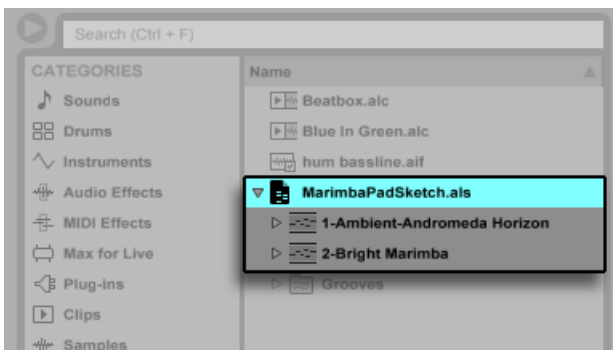 Search (Ctrl + F)
CATEGORIES
Sounds
Drums
Instruments
Audio Effects
MIDI Effects
Max for Live
Plug-ins
Clips
Samples
Name
Beatbox.alc
Blue In Green.alc
hum bassline.aif
MarimbaPadSketch.als
1-Ambient-Andromeda Horizon
2-Bright Marimba
Grooves